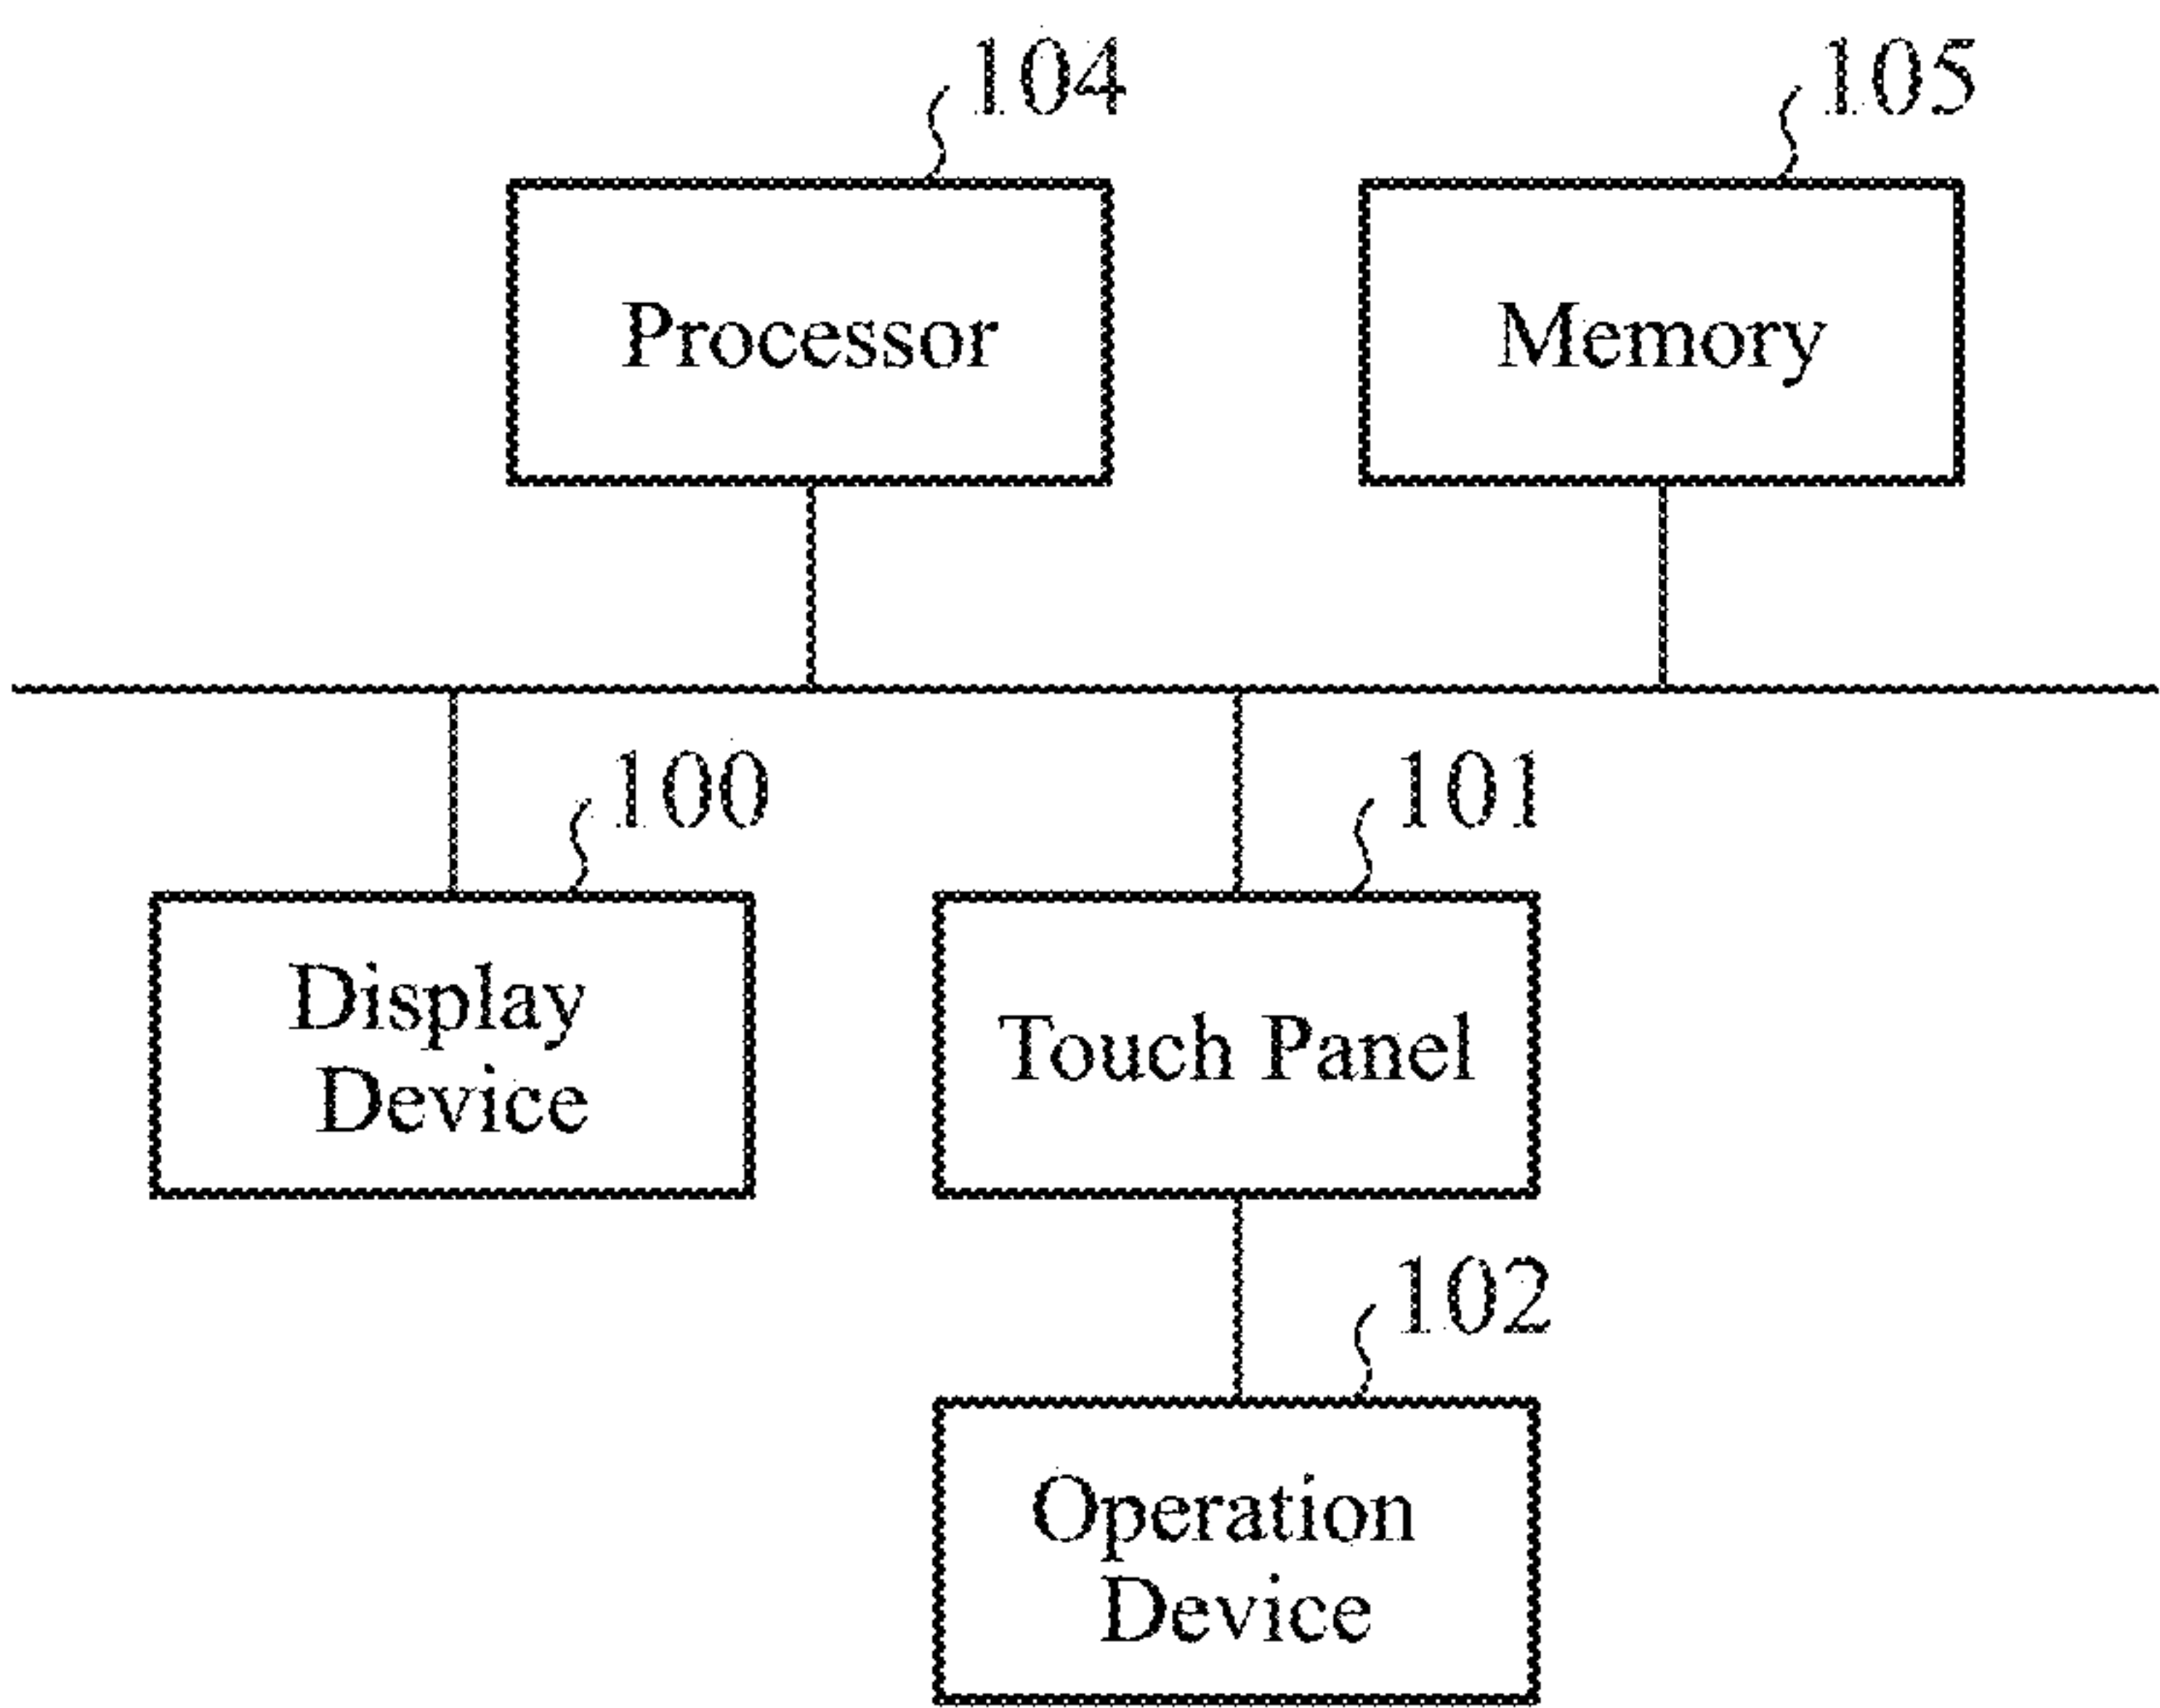 104
105
Processor
Memory
100
101
Display
Device
Touch Panel
102
Operation
Device